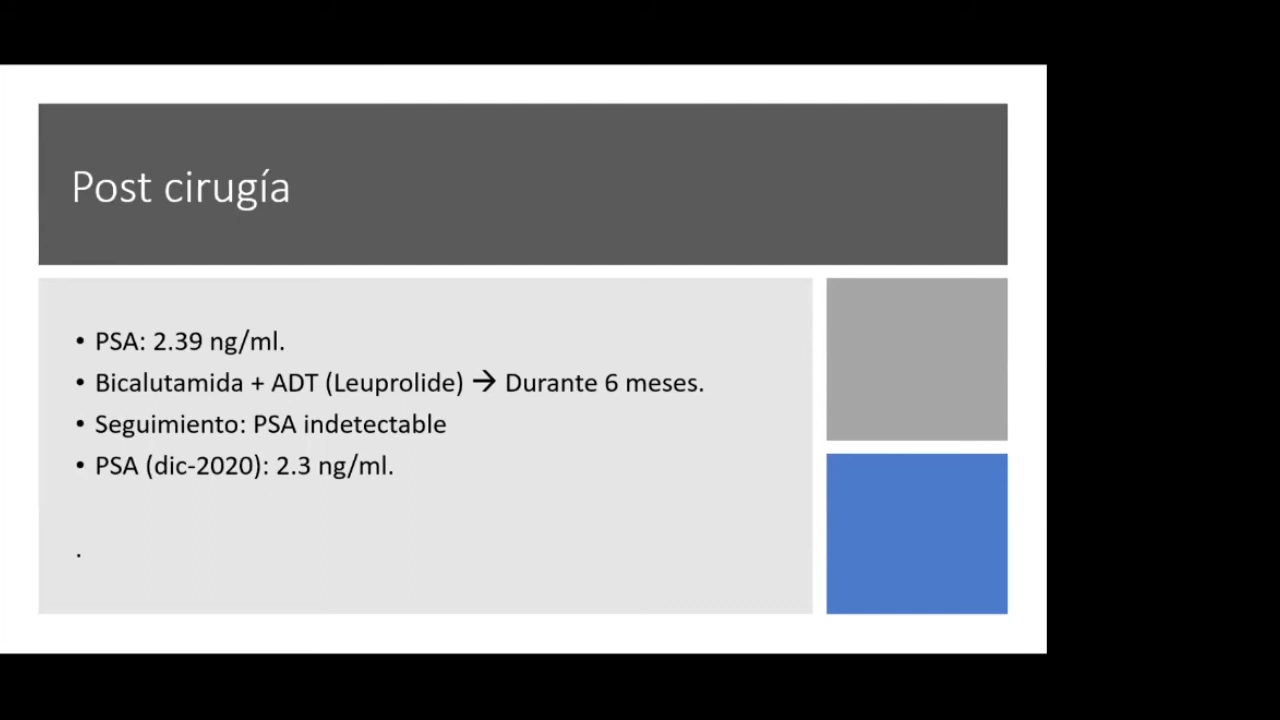 Post cirugía
• PSA: 2.39 ng/ml.
• Bicalutamida + ADT (Leuprolide) → Durante 6 meses.
• Seguimiento: PSA indetectable
• PSA (dic-2020): 2.3 ng/ml.
.